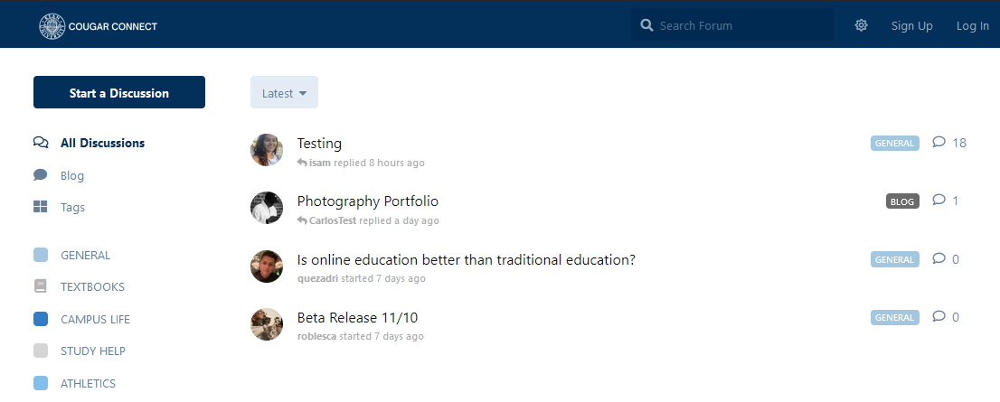 COUGAR CONNECT
Search Forum
Sign Up
Log In
Start a Discussion
Latest
All Discussions
Blog
Tags
GENERAL
TEXTBOOKS
CAMPUS LIFE
STUDY HELP
ATHLETICS
Testing
isam replied 8 hours ago
GENERAL
18
Photography Portfolio
CarlosTest replied a day ago
BLOG
1
Is online education better than traditional education?
quezadri started 7 days ago
GENERAL
0
Beta Release 11/10
roblesca started 7 days ago
GENERAL
0